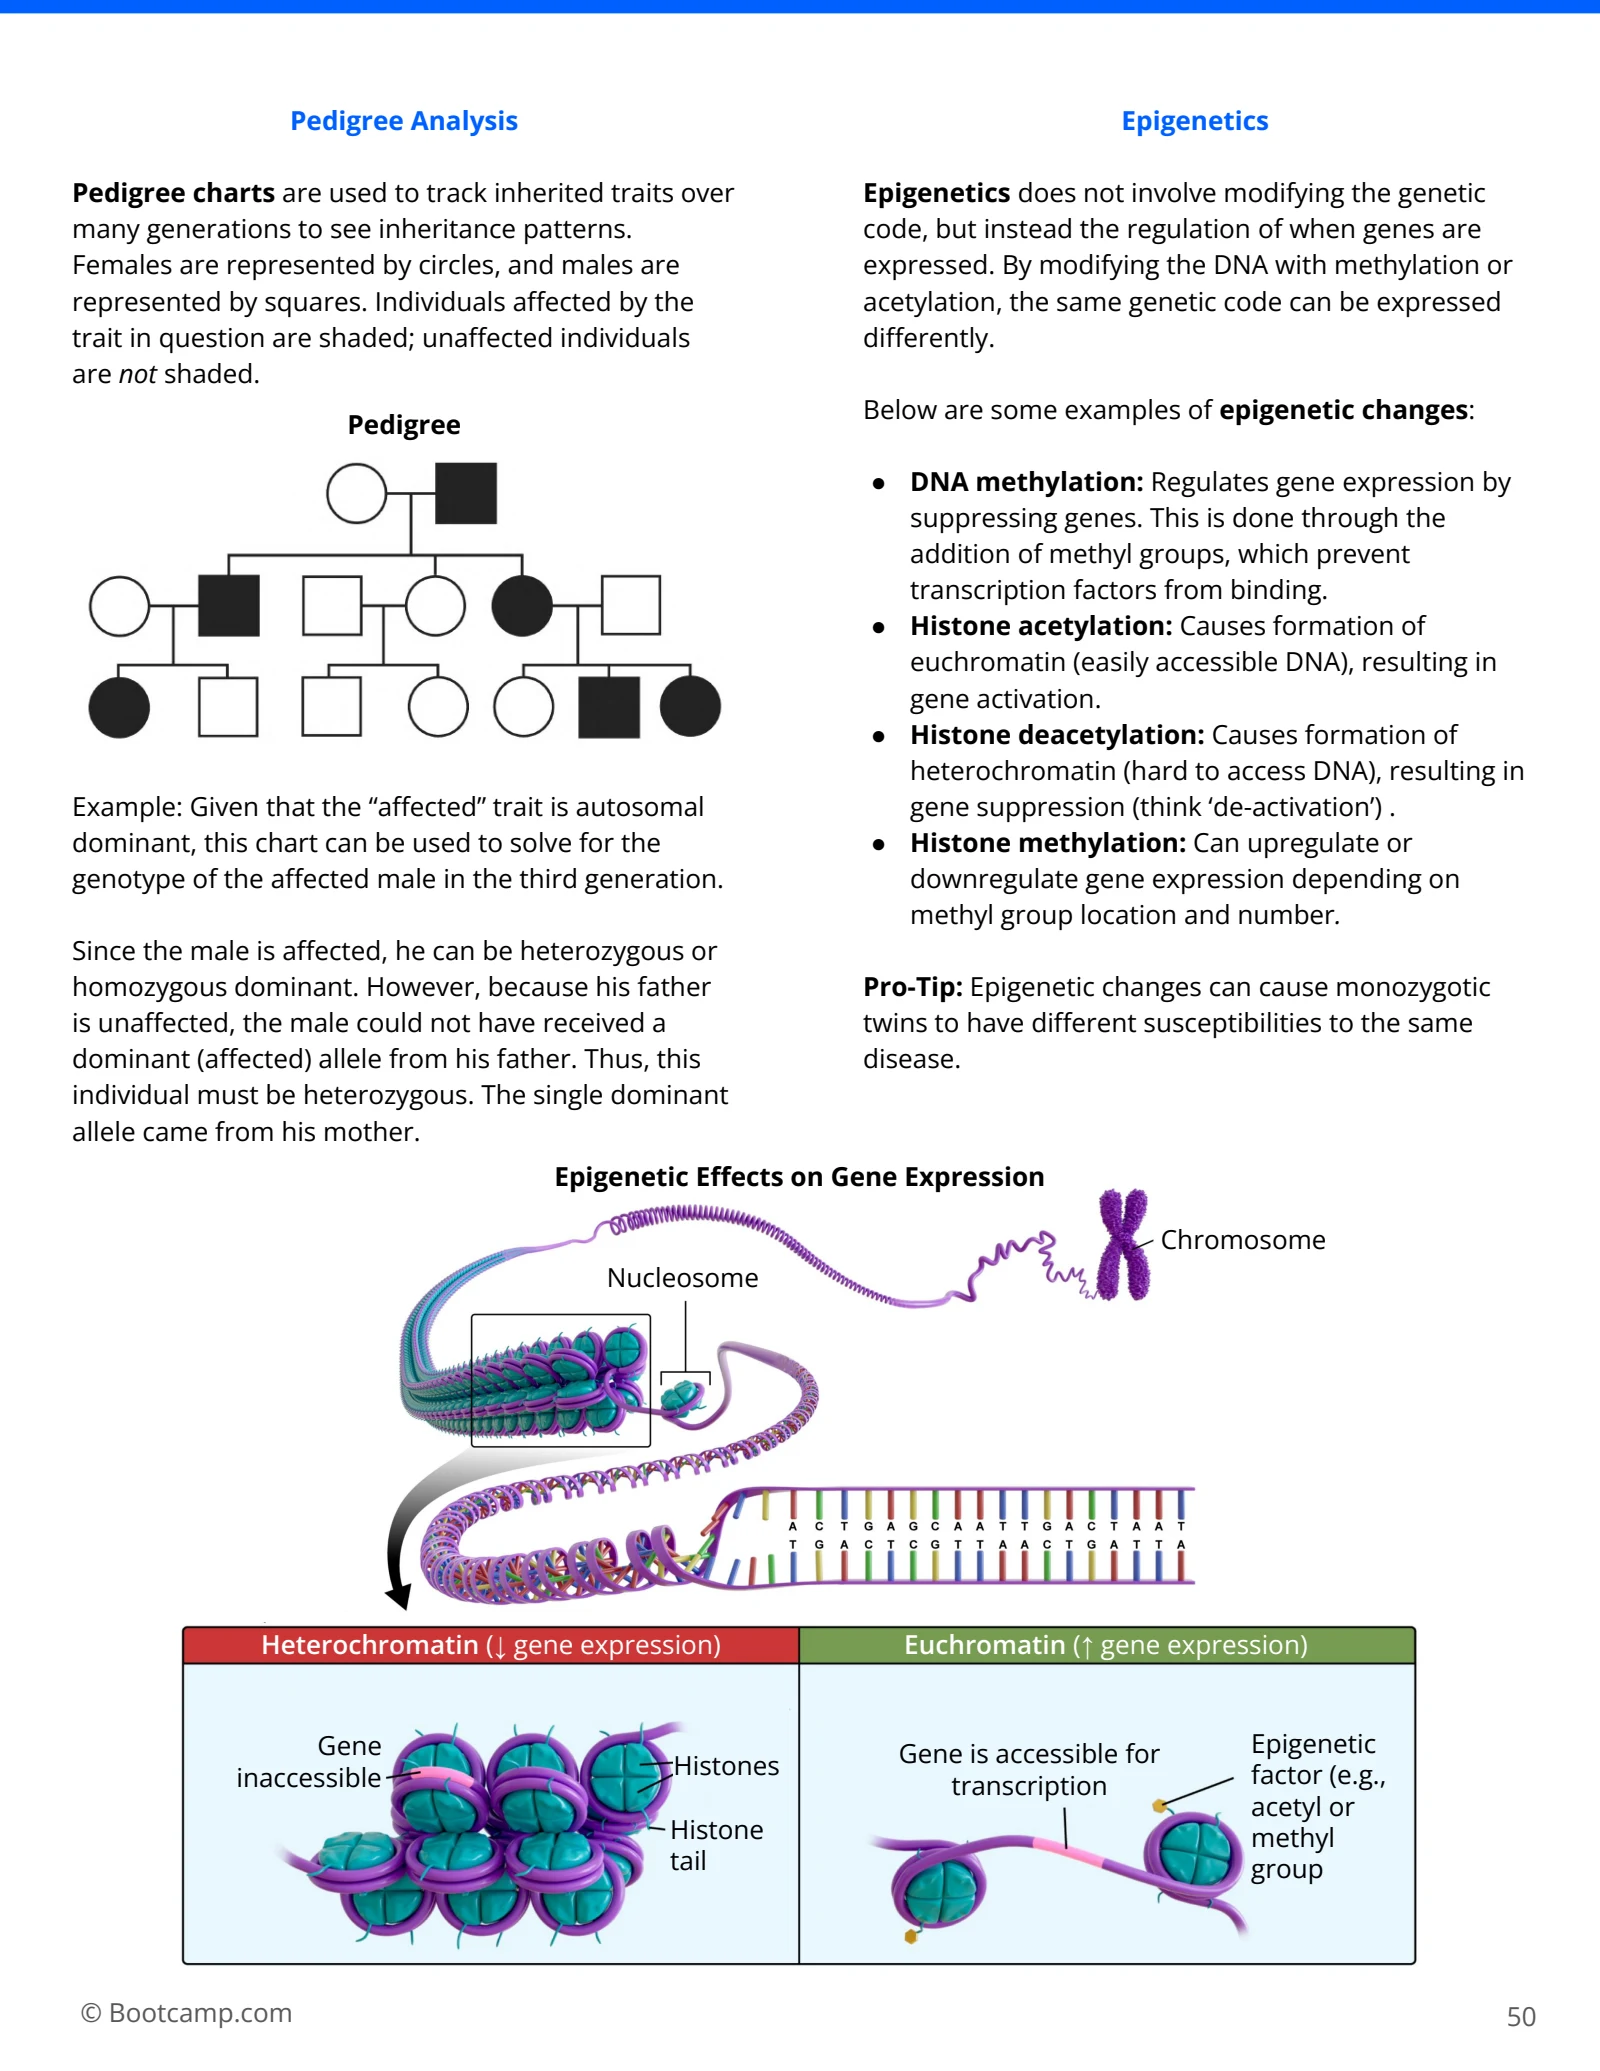 Pedigree Analysis
Pedigree charts are used to track inherited traits over
many generations to see inheritance patterns.
Females are represented by circles, and males are
represented by squares. Individuals affected by the
trait in question are shaded; unaffected individuals
are not shaded.
Pedigree
Example: Given that the “affected” trait is autosomal
dominant, this chart can be used to solve for the
genotype of the affected male in the third generation.
Since the male is affected, he can be heterozygous or
homozygous dominant. However, because his father
is unaffected, the male could not have received a
dominant (affected) allele from his father. Thus, this
individual must be heterozygous. The single dominant
allele came from his mother.
Epigenetics
Epigenetics does not involve modifying the genetic
code, but instead the regulation of when genes are
expressed. By modifying the DNA with methylation or
acetylation, the same genetic code can be expressed
differently.
Below are some examples of epigenetic changes:
● DNA methylation: Regulates gene expression by
suppressing genes. This is done through the
addition of methyl groups, which prevent
transcription factors from binding.
● Histone acetylation: Causes formation of
euchromatin (easily accessible DNA), resulting in
gene activation.
● Histone deacetylation: Causes formation of
heterochromatin (hard to access DNA), resulting in
gene suppression (think ‘de-activation’) .
● Histone methylation: Can upregulate or
downregulate gene expression depending on
methyl group location and number.
Pro-Tip: Epigenetic changes can cause monozygotic
twins to have different susceptibilities to the same
disease.
Epigenetic Effects on Gene Expression
Chromosome
Nucleosome
A C T G A G C A A T T G A C T A A T
T G A C T C G T T A A C T G A T T A
Heterochromatin (↓ gene expression)
Gene
inaccessible
Histones
Histone
tail
Euchromatin (↑ gene expression)
Gene is accessible for
transcription
Epigenetic
factor (e.g.,
acetyl or
methyl
group
© Bootcamp.com
50